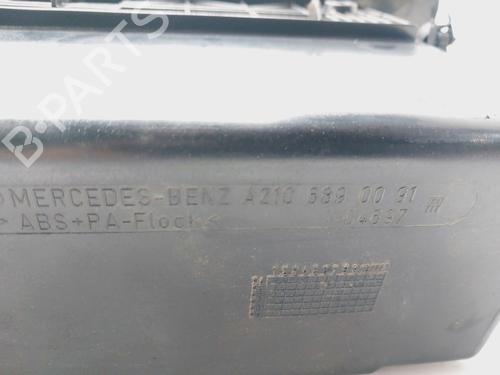 B-PARTS
MERCEDES-BENZ A210 689 00 91
> ABS+PA-Flock<